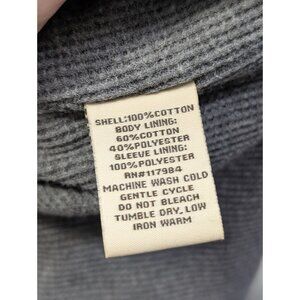 SHELL:100%COTTON
BODY LINING:
60%COTTON
40%POLYESTER
SLEEVE LINING:
100%POLYESTER
RN#117984
MACHINE WASH COLD
GENTLE CYCLE
DO NOT BLEACH
TUMBLE DRY, LOW
IRON WARM